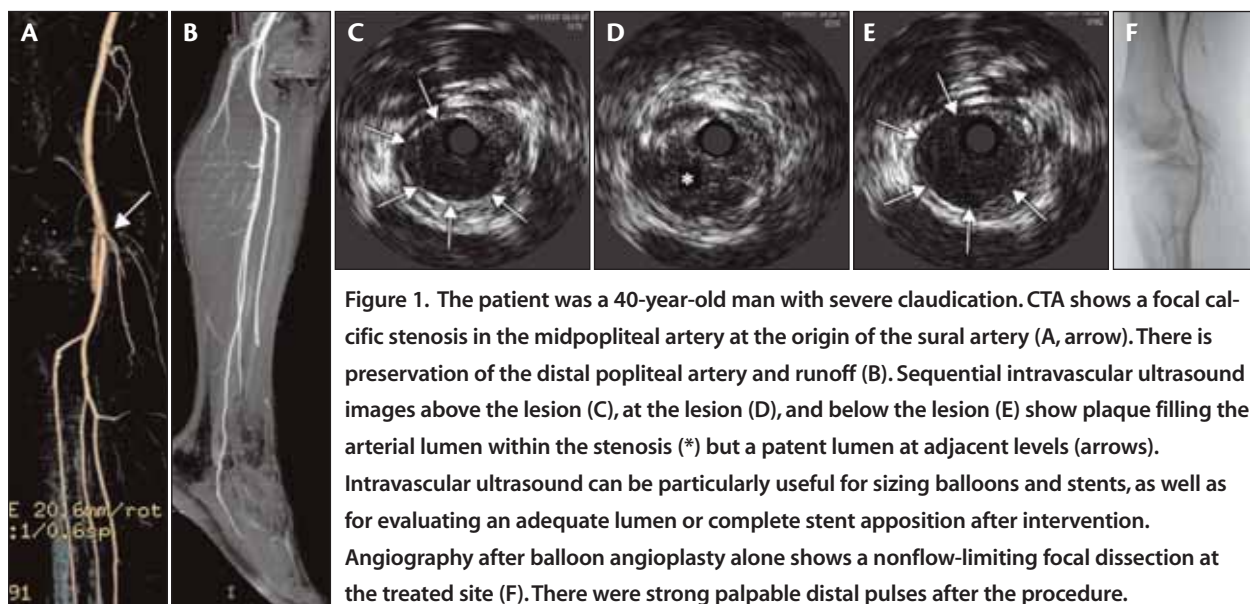 A
B
C
D
E
F
E 20.6mm/rot
:1/0.6sp
91
*
Figure 1. The patient was a 40-year-old man with severe claudication. CTA shows a focal cal-
cific stenosis in the midpopliteal artery at the origin of the sural artery (A, arrow). There is
preservation of the distal popliteal artery and runoff (B). Sequential intravascular ultrasound
images above the lesion (C), at the lesion (D), and below the lesion (E) show plaque filling the
arterial lumen within the stenosis (*) but a patent lumen at adjacent levels (arrows).
Intravascular ultrasound can be particularly useful for sizing balloons and stents, as well as
for evaluating an adequate lumen or complete stent apposition after intervention.
Angiography after balloon angioplasty alone shows a nonflow-limiting focal dissection at
the treated site (F). There were strong palpable distal pulses after the procedure.